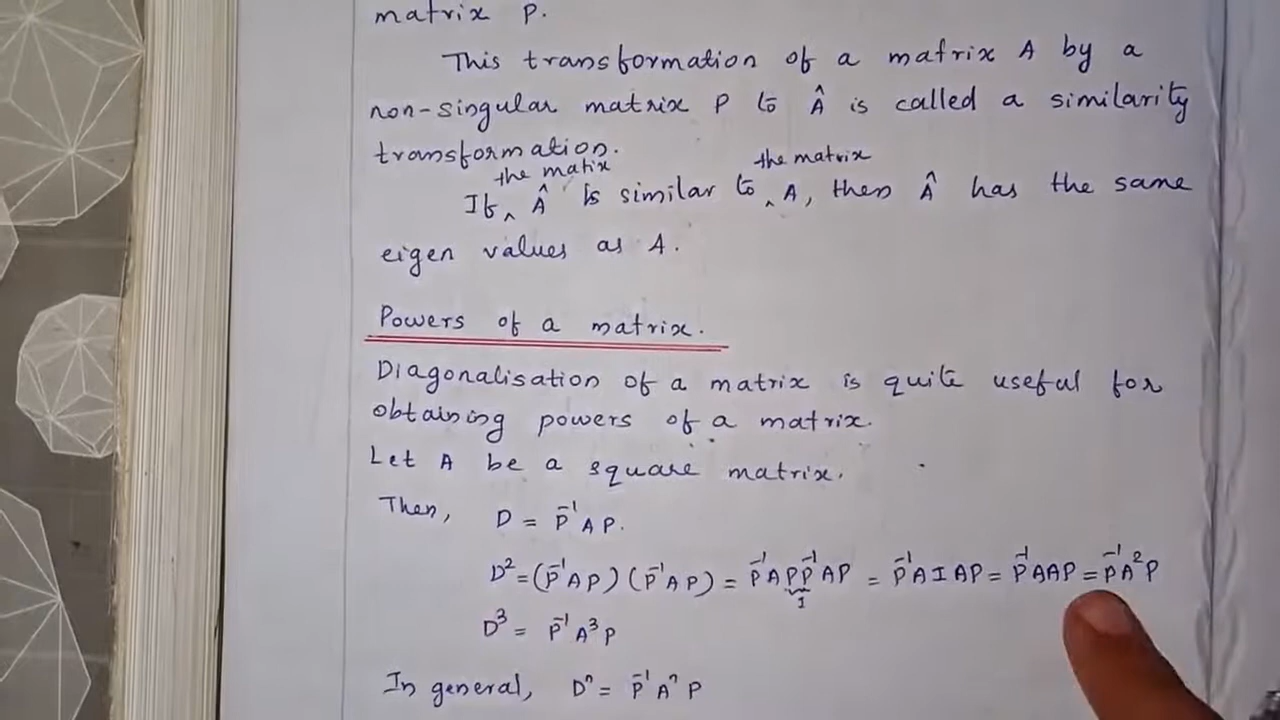 matrix P.
This transformation of a matrix A by a
non-singular matrix P to Â is called a similarity
transformation.
the matix the matrix
If ‸ Â is similar to ‸ A, then Â has the same
eigen values as A.
Powers of a matrix.
Diagonalisation of a matrix is quite useful for
obtaining powers of a matrix.
Let A be a square matrix.
Then, D = P⁻¹AP.
D² = (P⁻¹AP)(P⁻¹AP) = P⁻¹APP⁻¹AP = P⁻¹AIAP = P⁻¹AAP = P⁻¹A²P
I
D³ = P⁻¹A³P
In general, Dⁿ = P⁻¹AⁿP